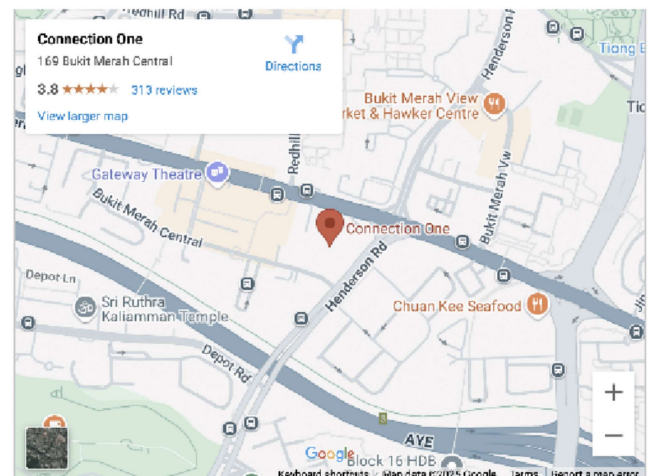 Redhill Rd
Connection One
169 Bukit Merah Central
3.8
313 reviews
View larger map
Directions
Henderson
Tiong
Bukit Merah View
rket & Hawker Centre
Tic
Gateway Theatre
Redhill
Bukit Merah Vw
Connection One
Bukit Merah Central
Henderson Rd
Depot Ln
Sri Ruthra
Kaliamman Temple
Chuan Kee Seafood
Depot Rd
AYE
Google
Block 16 HDB
Keyboard shortcuts
Map data ©2025 Google
Terms
Report a map error